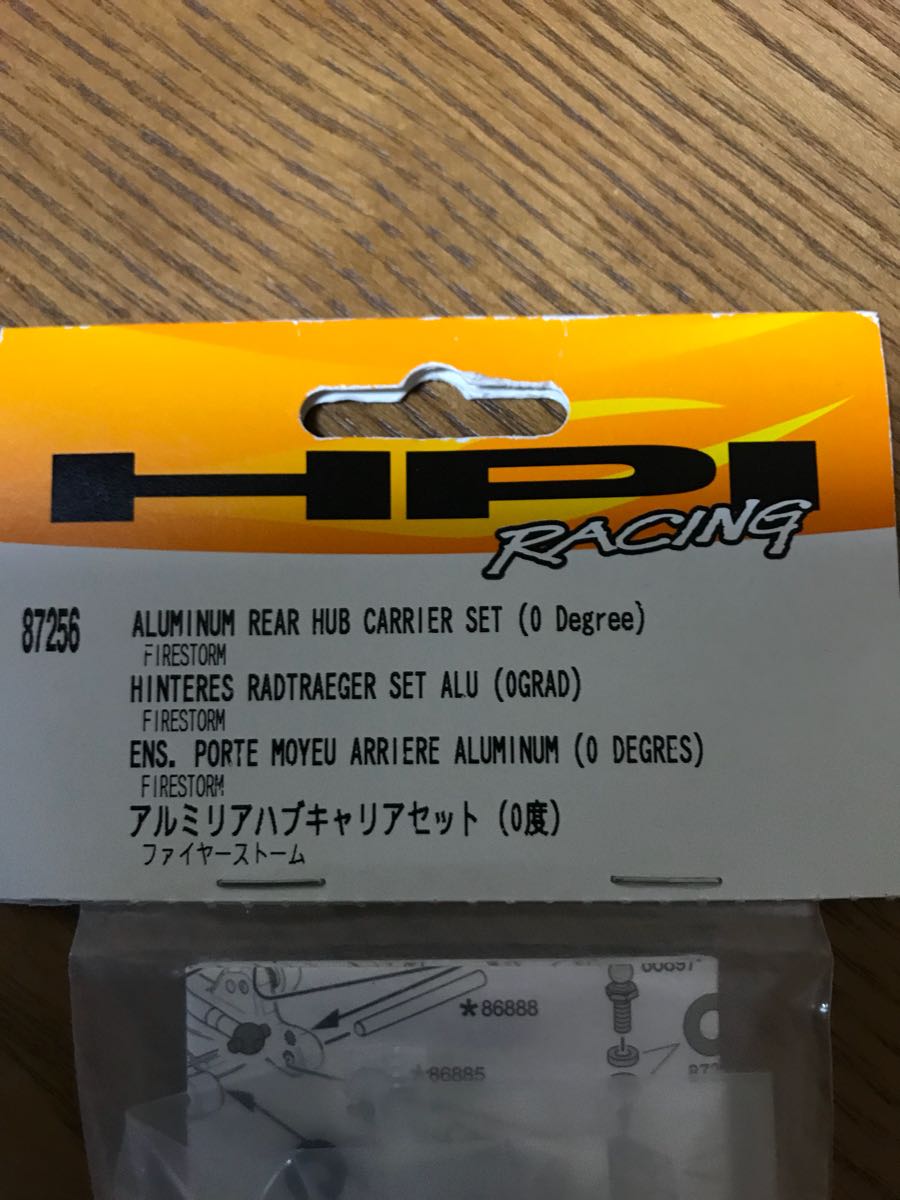 HPI
RACING
87256 ALUMINUM REAR HUB CARRIER SET (0 Degree)
FIRESTORM
HINTERES RADTRAEGER SET ALU (0GRAD)
FIRESTORM
ENS. PORTE MOYEU ARRIERE ALUMINUM (0 DEGRES)
FIRESTORM
アルミリアハブキャリアセット (0度)
ファイヤーストーム
*86888
*86885